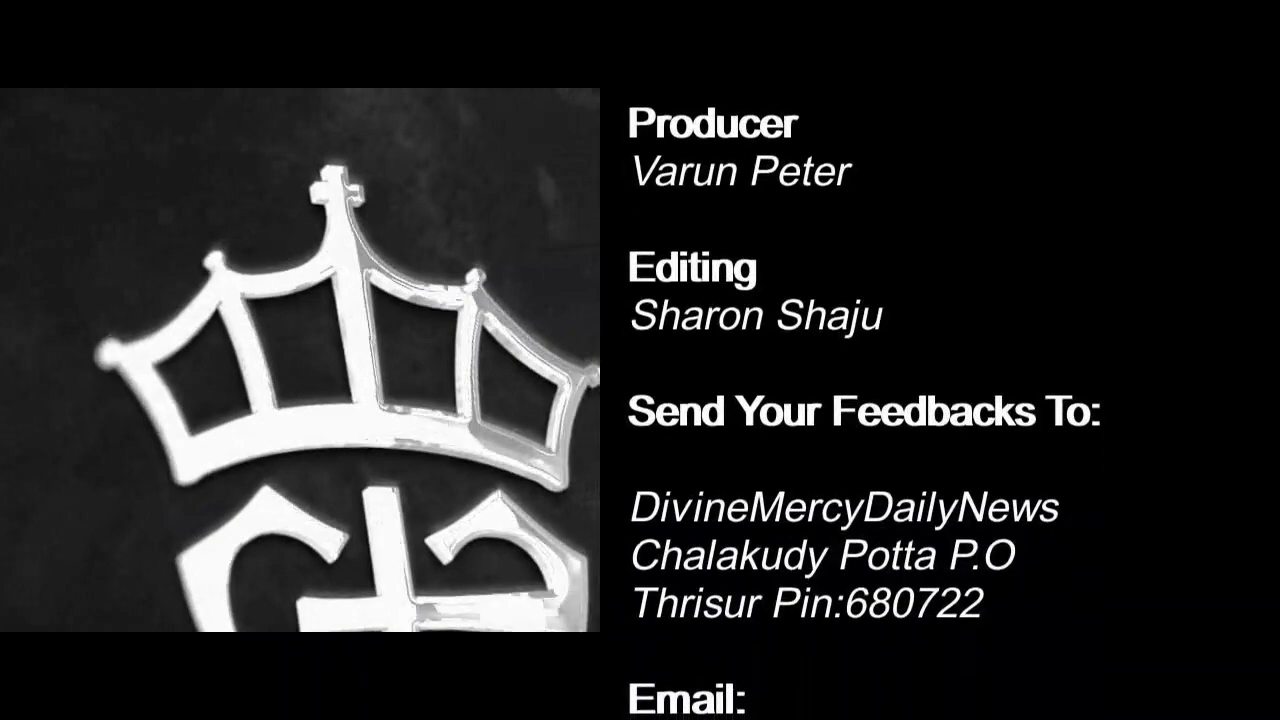 Producer
Varun Peter
Editing
Sharon Shaju
Send Your Feedbacks To:
DivineMercyDailyNews
Chalakudy Potta P.O
Thrisur Pin:680722
Email: